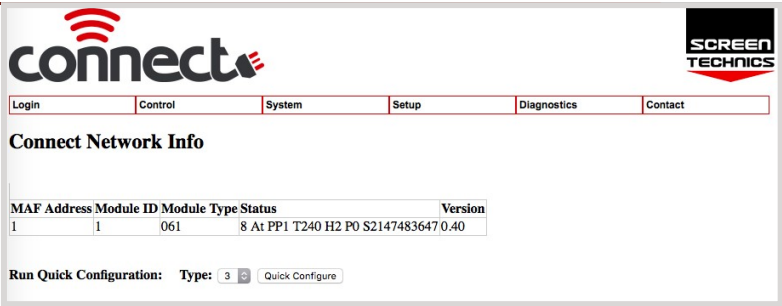 connect
SCREEN
TECHNICS
Login Control System Setup Diagnostics Contact
Connect Network Info
MAF Address Module ID Module Type Status Version
1 1 061 8 At PP1 T240 H2 P0 S2147483647 0.40
Run Quick Configuration: Type: 3 Quick Configure